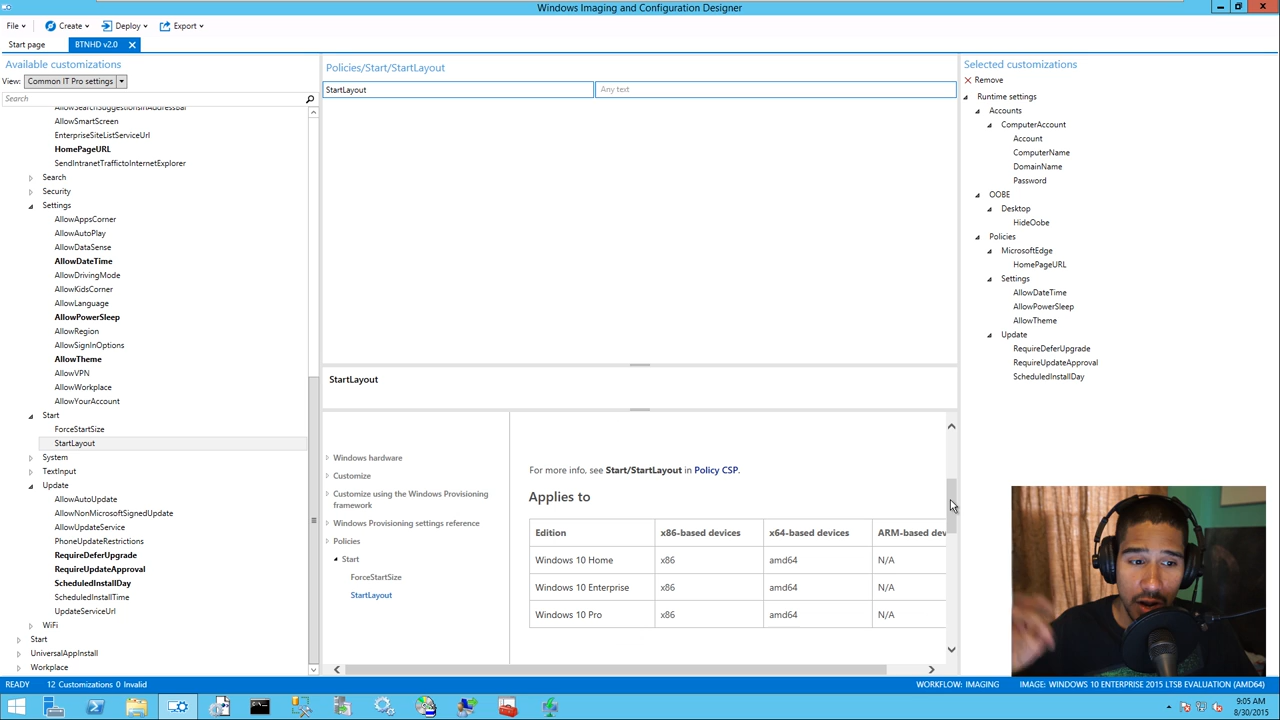 Windows Imaging and Configuration Designer
File Create Deploy Export
Start page BTNHD v2.0
Available customizations
View: Common IT Pro settings
Search
AllowSearchSuggestionsinAddressBar
AllowSmartScreen
EnterpriseSiteListServiceUrl
HomePageURL
SendIntranetTraffictoInternetExplorer
Search
Security
Settings
AllowAppsCorner
AllowAutoPlay
AllowDataSense
AllowDateTime
AllowDrivingMode
AllowKidsCorner
AllowLanguage
AllowPowerSleep
AllowRegion
AllowSignInOptions
AllowTheme
AllowVPN
AllowWorkplace
AllowYourAccount
Start
ForceStartSize
StartLayout
System
TextInput
Update
AllowAutoUpdate
AllowNonMicrosoftSignedUpdate
AllowUpdateService
PhoneUpdateRestrictions
RequireDeferUpgrade
RequireUpdateApproval
ScheduledInstallDay
ScheduledInstallTime
UpdateServiceUrl
WiFi
Start
UniversalAppInstall
Workplace
Policies/Start/StartLayout
StartLayout Any text
StartLayout
Windows hardware
Customize
Customize using the Windows Provisioning
framework
Windows Provisioning settings reference
Policies
Start
ForceStartSize
StartLayout
For more info, see Start/StartLayout in Policy CSP.
Applies to
Edition x86-based devices x64-based devices ARM-based dev
Windows 10 Home x86 amd64 N/A
Windows 10 Enterprise x86 amd64 N/A
Windows 10 Pro x86 amd64 N/A
Selected customizations
Remove
Runtime settings
Accounts
ComputerAccount
Account
ComputerName
DomainName
Password
OOBE
Desktop
HideOobe
Policies
MicrosoftEdge
HomePageURL
Settings
AllowDateTime
AllowPowerSleep
AllowTheme
Update
RequireDeferUpgrade
RequireUpdateApproval
ScheduledInstallDay
READY 12 Customizations 0 Invalid WORKFLOW: IMAGING IMAGE: WINDOWS 10 ENTERPRISE 2015 LTSB EVALUATION (AMD64)
9:05 AM
8/30/2015